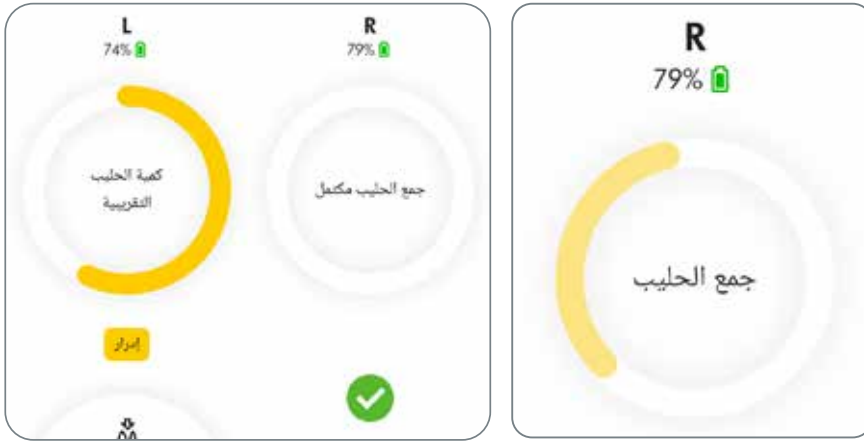 L
74%
كمية الحليب
التقريبية
إدرار
R
79%
جمع الحليب مكتمل
R
79%
جمع الحليب